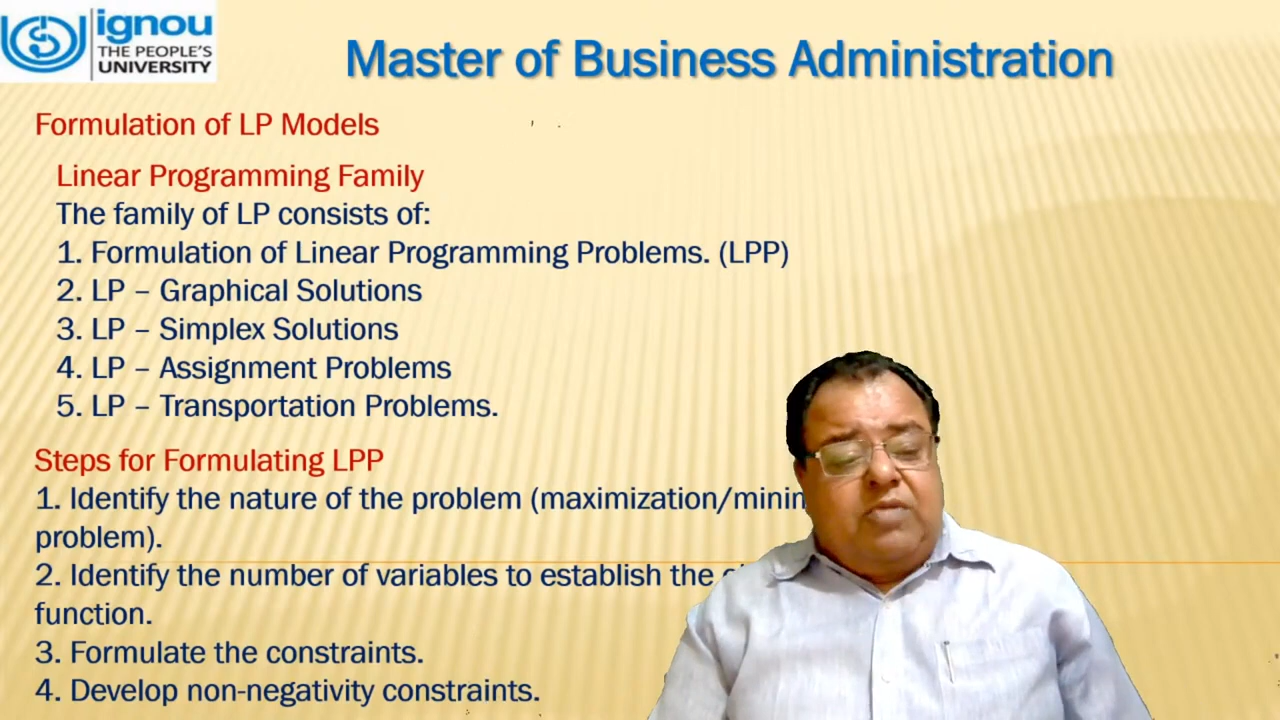 ignou
THE PEOPLE'S
UNIVERSITY
Master of Business Administration
Formulation of LP Models
Linear Programming Family
The family of LP consists of:
1. Formulation of Linear Programming Problems. (LPP)
2. LP – Graphical Solutions
3. LP – Simplex Solutions
4. LP – Assignment Problems
5. LP – Transportation Problems.
Steps for Formulating LPP
1. Identify the nature of the problem
problem).
2. Identify the number of variables to establish the
function.
3. Formulate the constraints.
4. Develop non-negativity constraints.